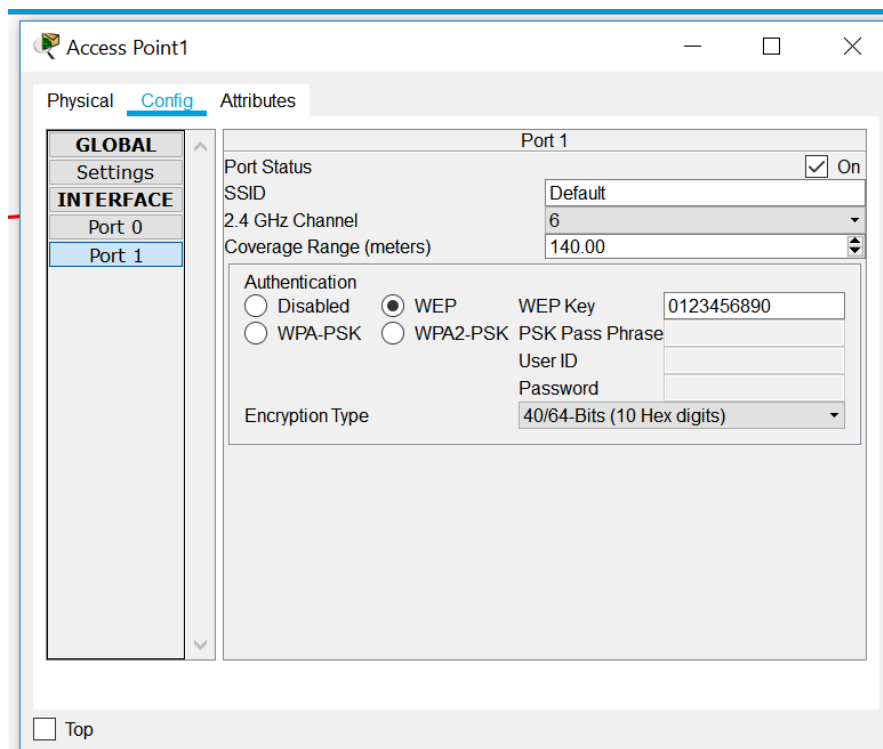 Access Point1
Physical Config Attributes
GLOBAL
Settings
INTERFACE
Port 0
Port 1
Port 1
Port Status On
SSID Default
2.4 GHz Channel 6
Coverage Range (meters) 140.00
Authentication
Disabled WEP WEP Key 0123456890
WPA-PSK WPA2-PSK PSK Pass Phrase
User ID
Password
Encryption Type 40/64-Bits (10 Hex digits)
Top